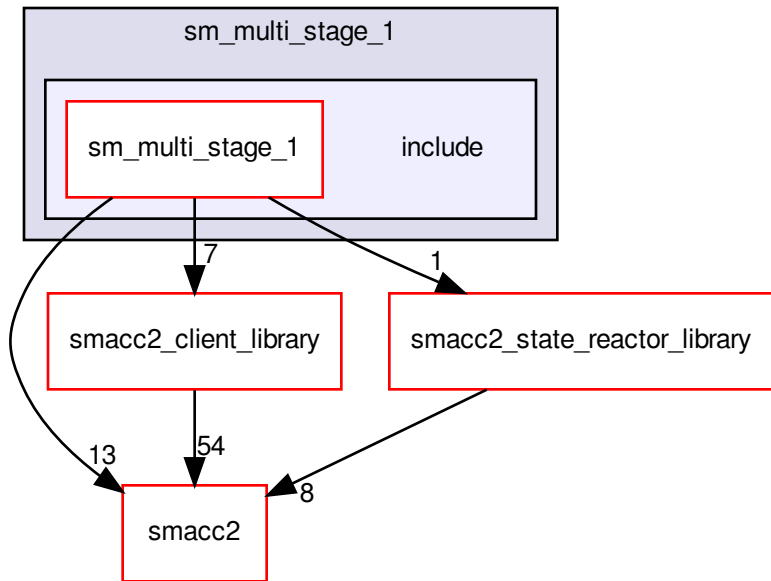 sm_multi_stage_1
sm_multi_stage_1
include
7
1
smacc2_client_library
smacc2_state_reactor_library
13
54
8
smacc2